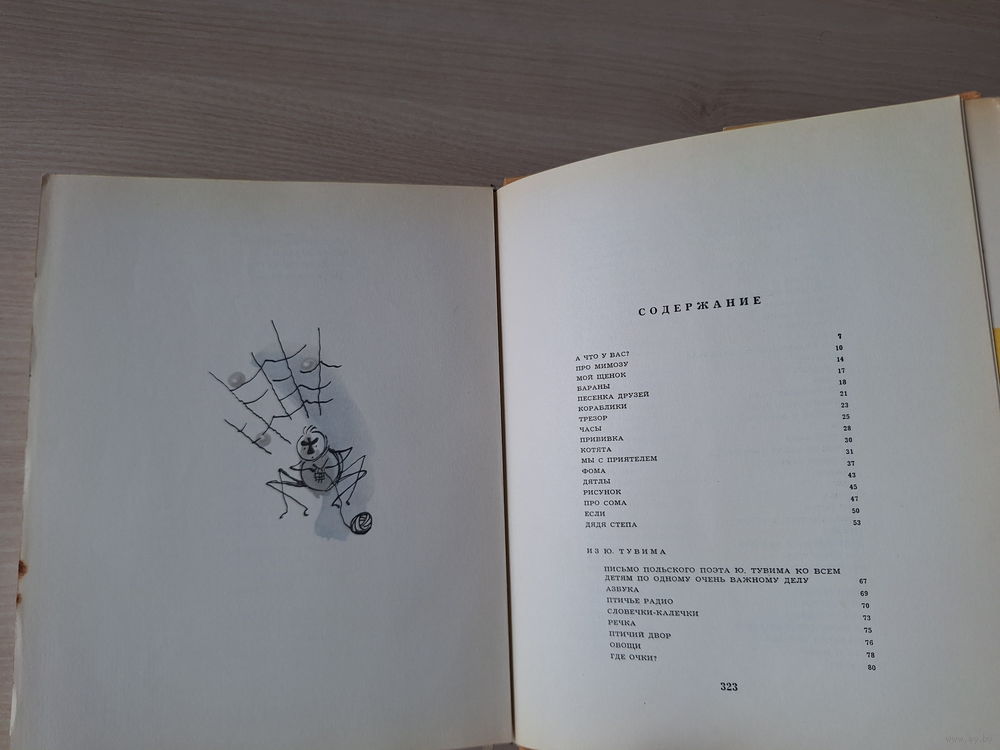 СОДЕРЖАНИЕ
А ЧТО У ВАС? 7
ПРО МИМОЗУ 10
МОЙ ЩЕНОК 14
БАРАНЫ 17
ПЕСЕНКА ДРУЗЕЙ 18
КОРАБЛИКИ 21
ТРЕЗОР 23
ЧАСЫ 25
ПРИВИВКА 28
КОТЯТА 30
МЫ С ПРИЯТЕЛЕМ 31
ФОМА 37
ДЯТЛЫ 43
РИСУНОК 45
ПРО СОМА 47
ЕСЛИ 50
ДЯДЯ СТЕПА 53
ИЗ Ю. ТУВИМА
ПИСЬМО ПОЛЬСКОГО ПОЭТА Ю. ТУВИМА КО ВСЕМ
ДЕТЯМ ПО ОДНОМУ ОЧЕНЬ ВАЖНОМУ ДЕЛУ 67
АЗБУКА 69
ПТИЧЬЕ РАДИО 70
СЛОВЕЧКИ-КАЛЕЧКИ 73
РЕЧКА 75
ПТИЧИЙ ДВОР 76
ОВОЩИ 78
ГДЕ ОЧКИ? 80
323
www.ay.by